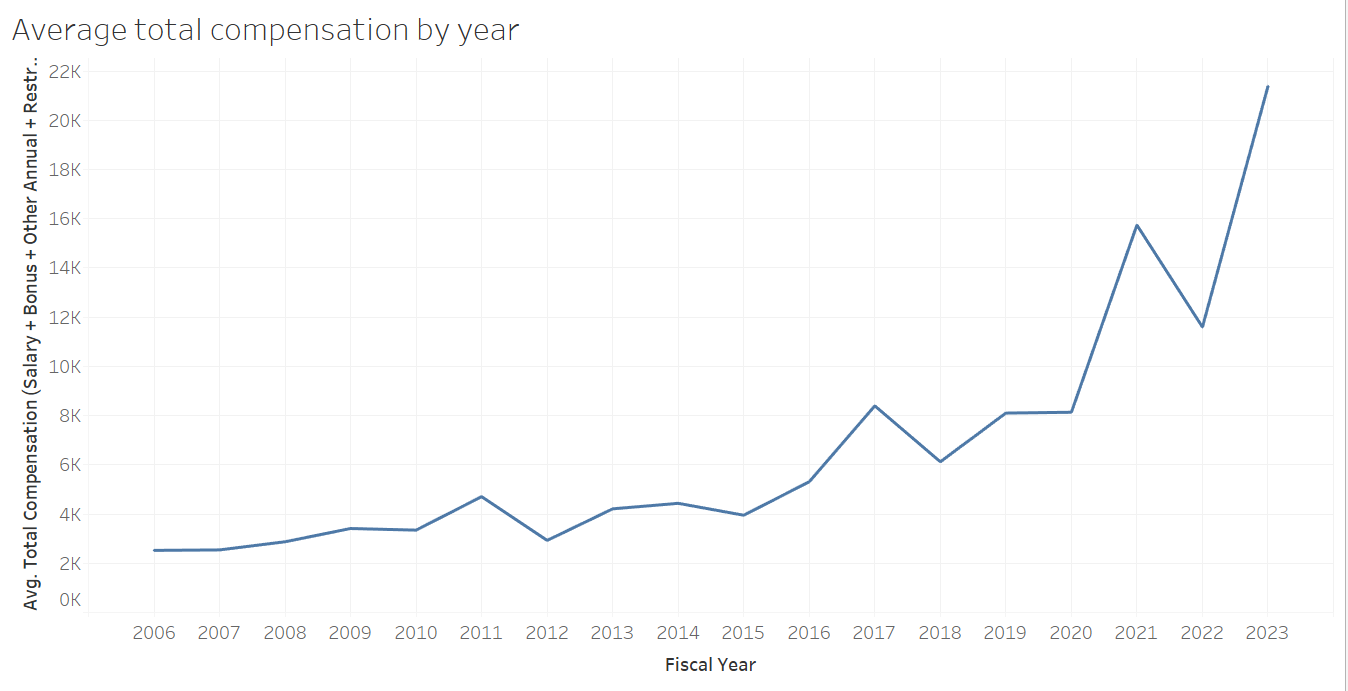 Average total compensation by year
Avg. Total Compensation (Salary + Bonus + Other Annual + Restr..
22K
20K
18K
16K
14K
12K
10K
8K
6K
4K
2K
0K
2006 2007 2008 2009 2010 2011 2012 2013 2014 2015 2016 2017 2018 2019 2020 2021 2022 2023
Fiscal Year